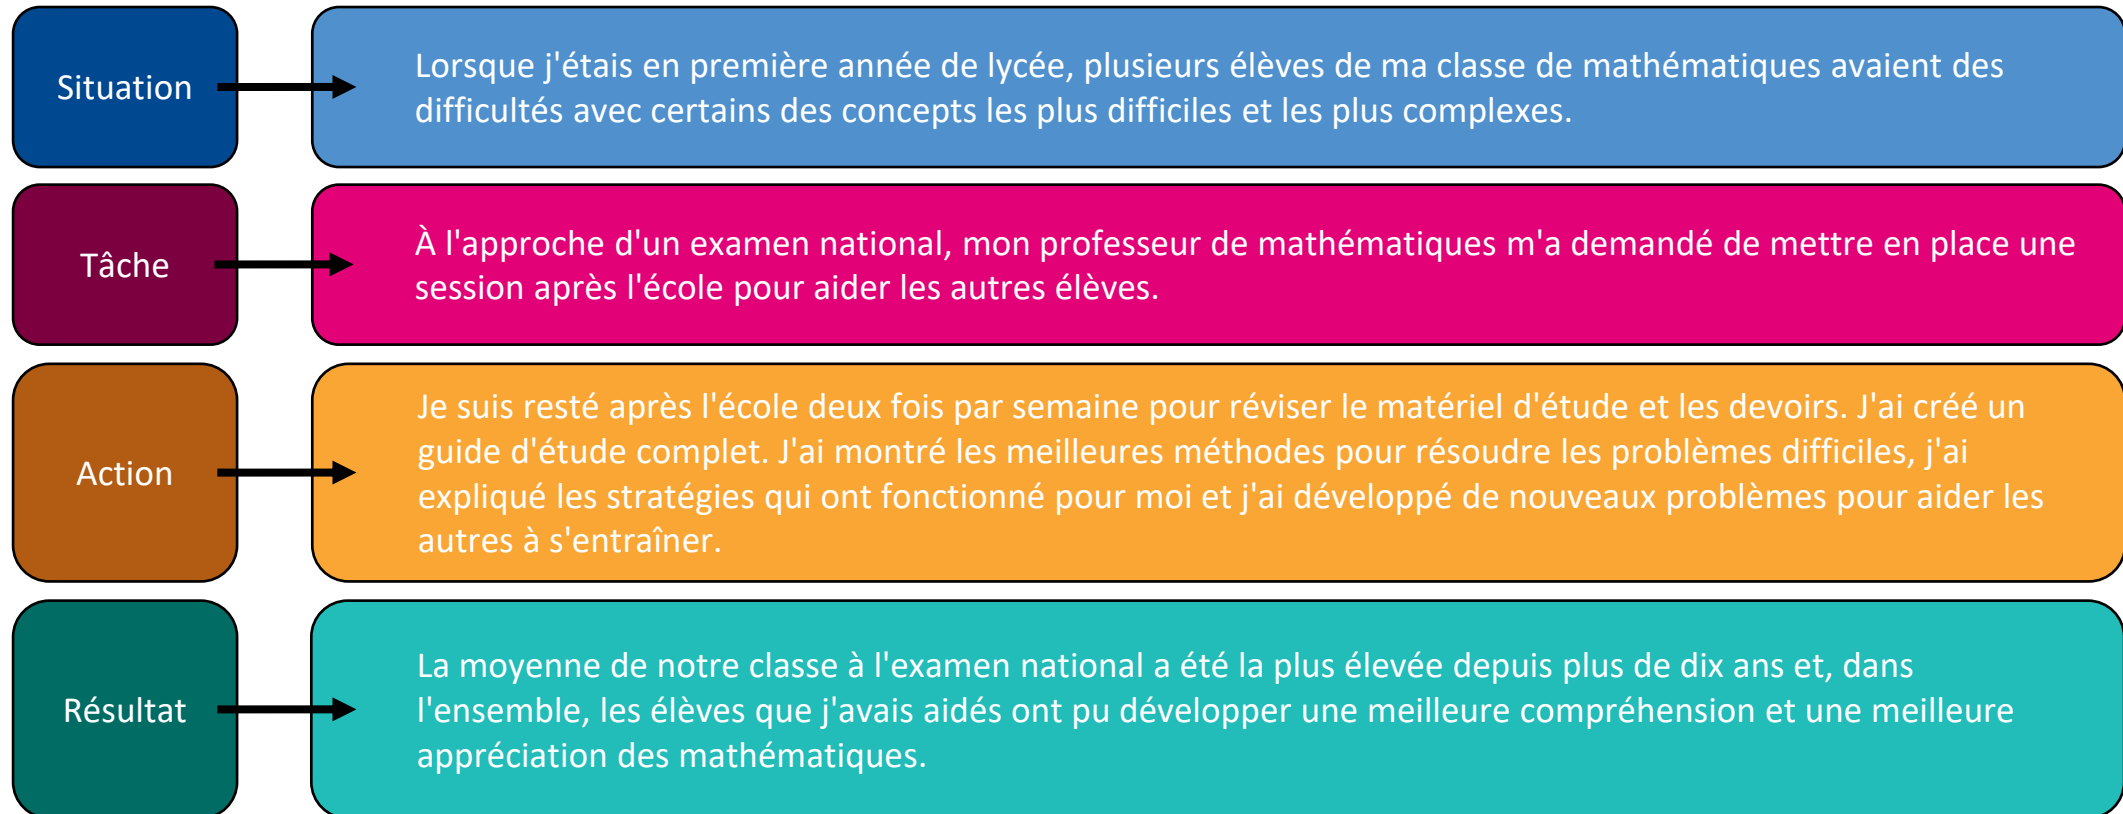 Situation
Lorsque j'étais en première année de lycée, plusieurs élèves de ma classe de mathématiques avaient des
difficultés avec certains des concepts les plus difficiles et les plus complexes.
Tâche
À l'approche d'un examen national, mon professeur de mathématiques m'a demandé de mettre en place une
session après l'école pour aider les autres élèves.
Action
Je suis resté après l'école deux fois par semaine pour réviser le matériel d'étude et les devoirs. J'ai créé un
guide d'étude complet. J'ai montré les meilleures méthodes pour résoudre les problèmes difficiles, j'ai
expliqué les stratégies qui ont fonctionné pour moi et j'ai développé de nouveaux problèmes pour aider les
autres à s'entraîner.
Résultat
La moyenne de notre classe à l'examen national a été la plus élevée depuis plus de dix ans et, dans
l'ensemble, les élèves que j'avais aidés ont pu développer une meilleure compréhension et une meilleure
appréciation des mathématiques.